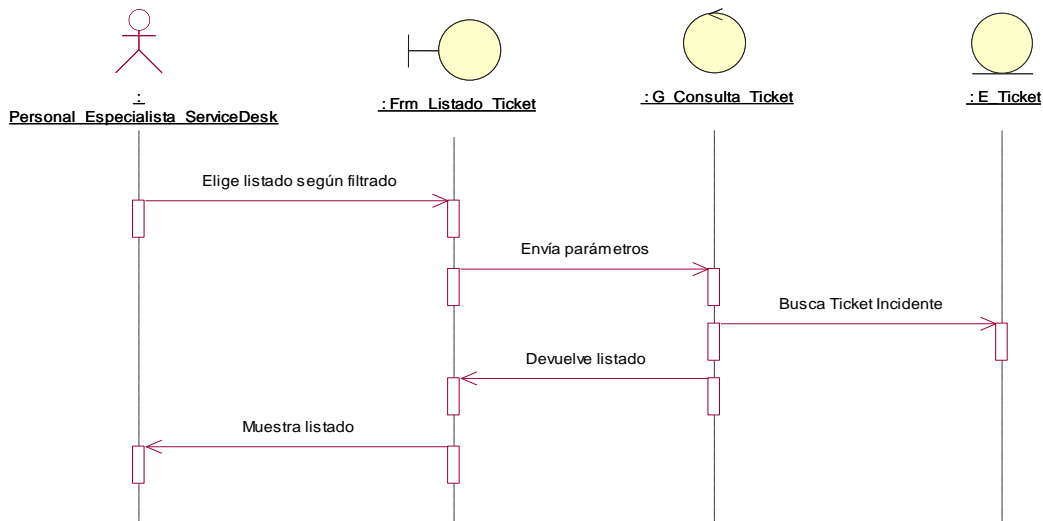 :
Personal_Especialista_ServiceDesk
: Frm_Listado_Ticket
: G_Consulta_Ticket
: E_Ticket
Elige listado según filtrado
Envía parámetros
Busca Ticket Incidente
Devuelve listado
Muestra listado